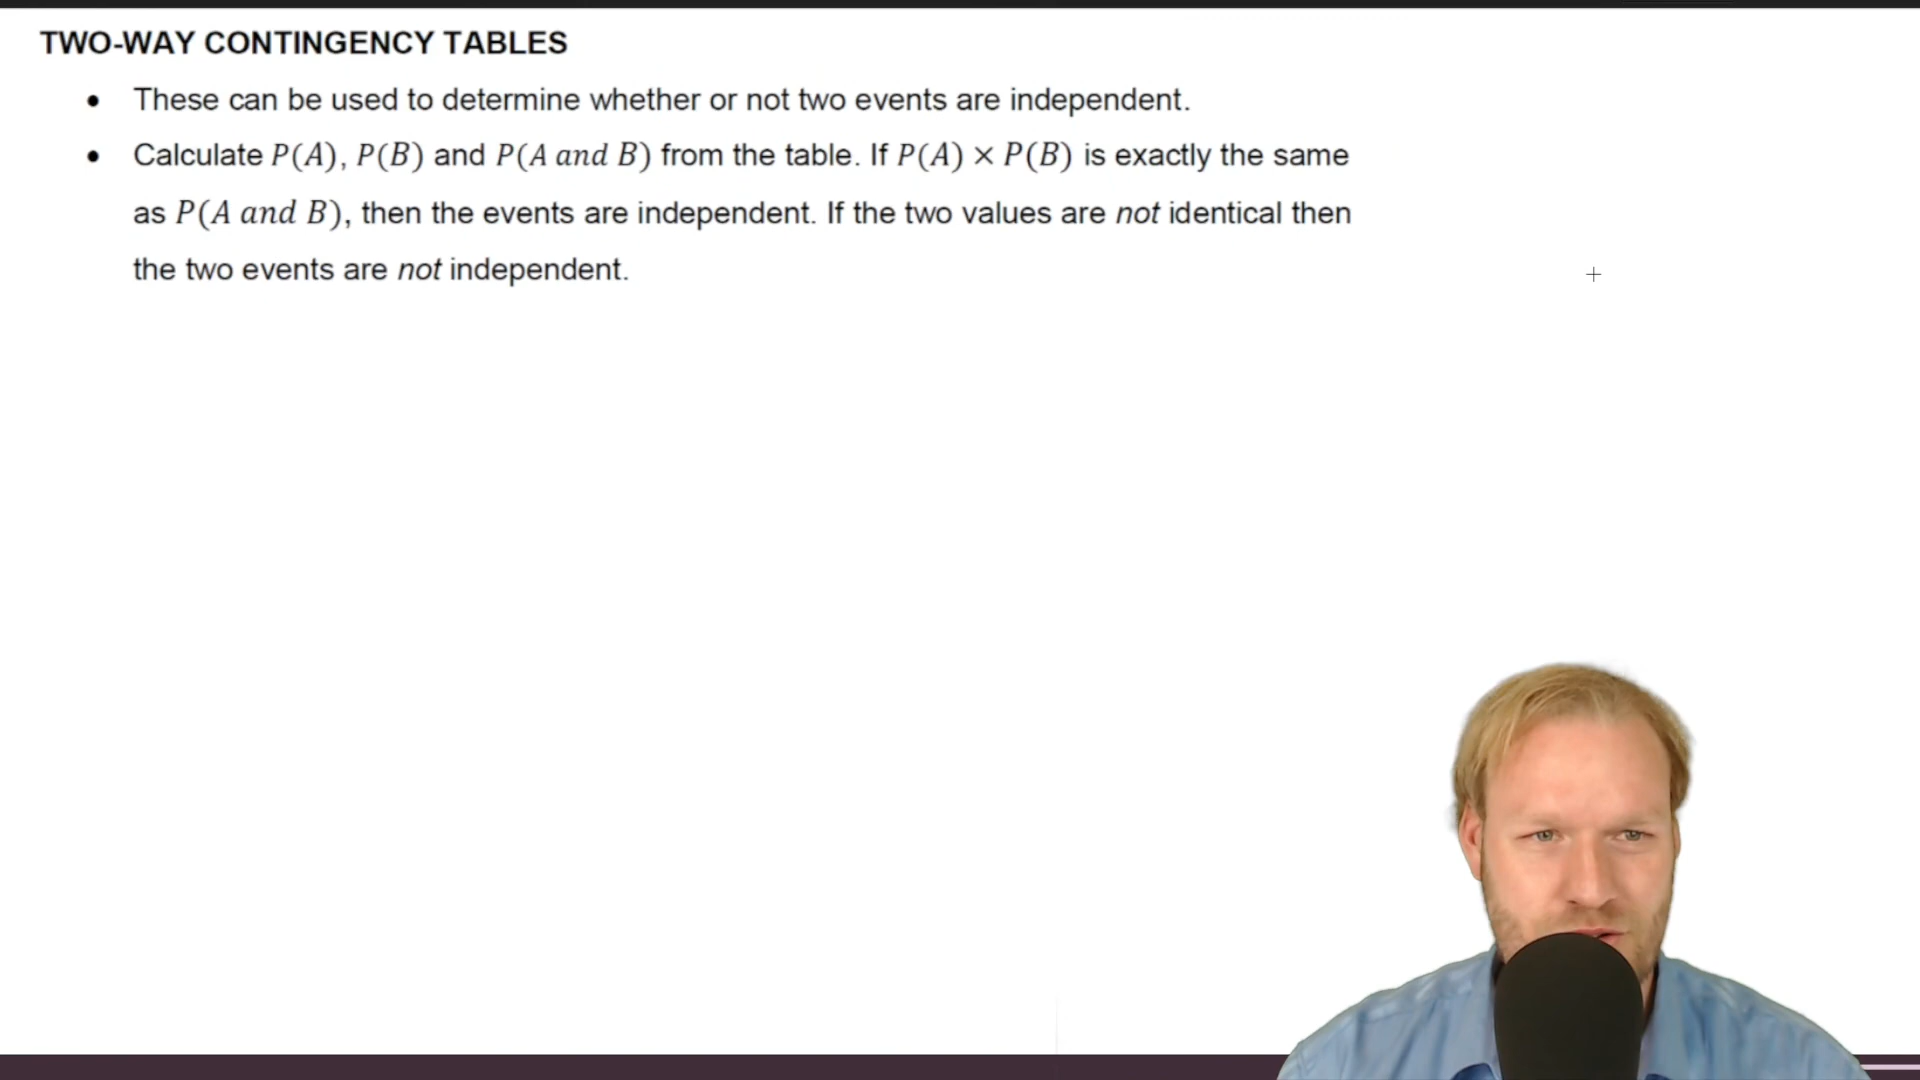 TWO-WAY CONTINGENCY TABLES
• These can be used to determine whether or not two events are independent.
• Calculate P(A), P(B) and P(A and B) from the table. If P(A) × P(B) is exactly the same
as P(A and B), then the events are independent. If the two values are not identical then
the two events are not independent.